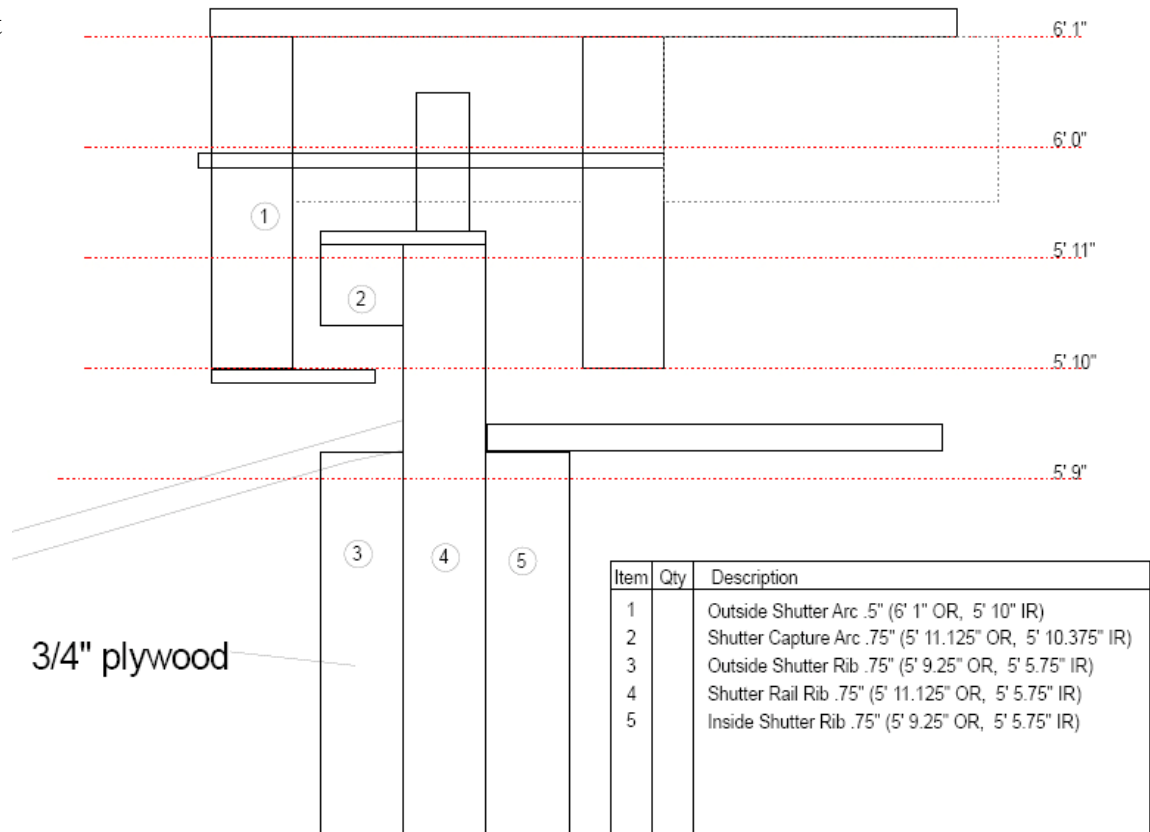 6' 1"
6' 0"
1
5' 11"
2
5' 10"
5' 9"
3
4
5
3/4" plywood
Item Qty Description
1 Outside Shutter Arc .5" (6' 1" OR, 5' 10" IR)
2 Shutter Capture Arc .75" (5' 11.125" OR, 5' 10.375" IR)
3 Outside Shutter Rib .75" (5' 9.25" OR, 5' 5.75" IR)
4 Shutter Rail Rib .75" (5' 11.125" OR, 5' 5.75" IR)
5 Inside Shutter Rib .75" (5' 9.25" OR, 5' 5.75" IR)